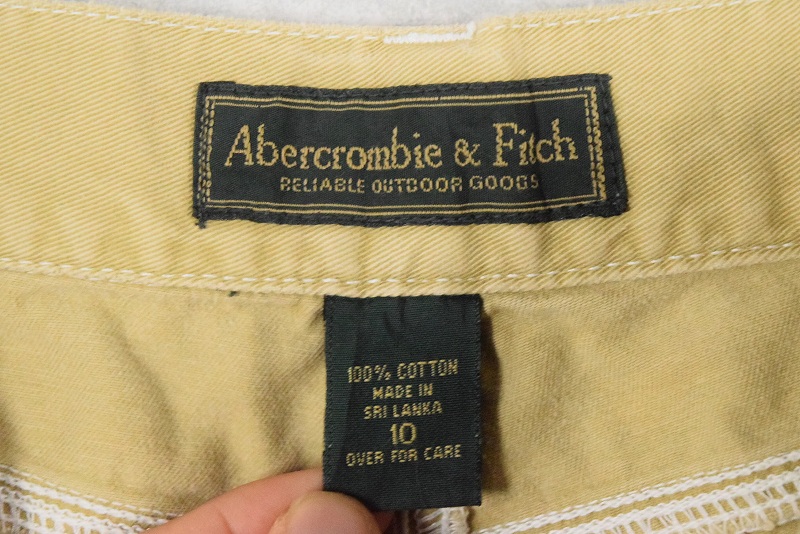 Abercrombie & Fitch
RELIABLE OUTDOOR GOODS
100% COTTON
MADE IN
SRI LANKA
10
OVER FOR CARE